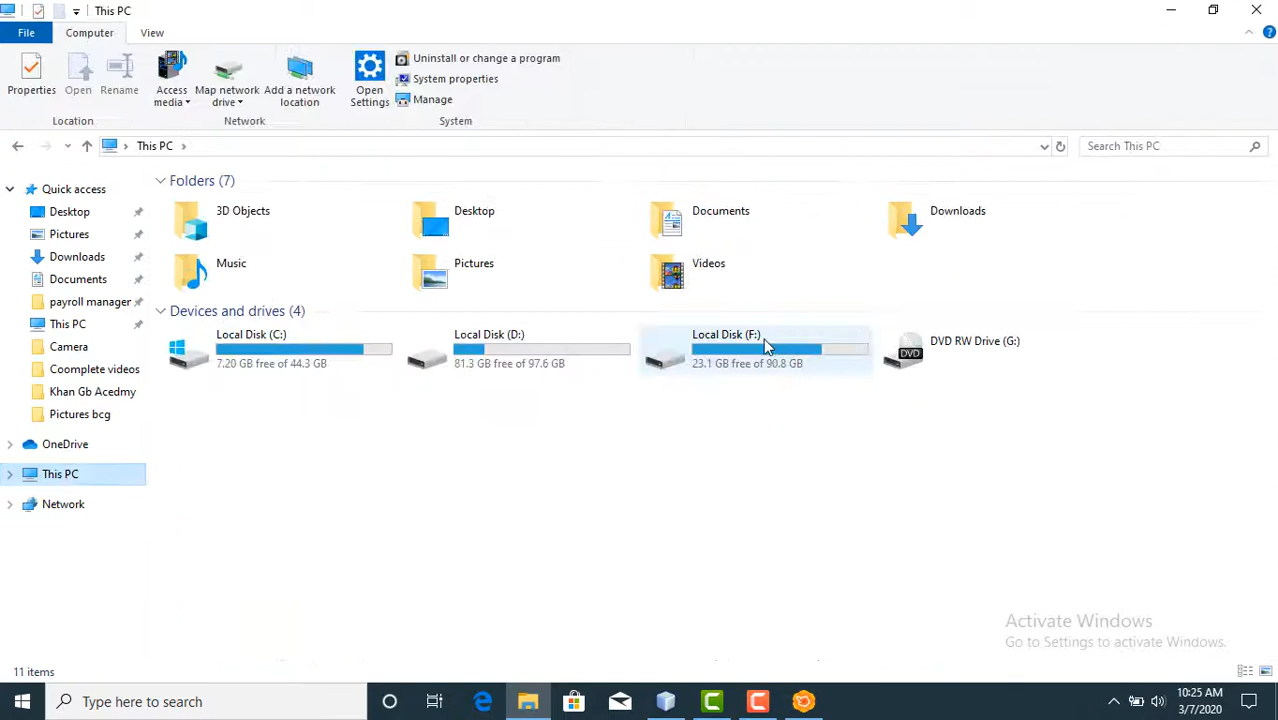 This PC
File
Computer
View
Properties
Open
Rename
Access media
Map network drive
Add a network location
Open Settings
Uninstall or change a program
System properties
Manage
Location
Network
System
This PC
Search This PC
Quick access
Desktop
Pictures
Downloads
Documents
payroll manager
This PC
Camera
Coomplete videos
Khan Gb Acedmy
Pictures bcg
OneDrive
This PC
Network
Folders (7)
3D Objects
Desktop
Documents
Downloads
Music
Pictures
Videos
Devices and drives (4)
Local Disk (C:)
7.20 GB free of 44.3 GB
Local Disk (D:)
81.3 GB free of 97.6 GB
Local Disk (F:)
23.1 GB free of 90.8 GB
DVD RW Drive (G:)
DVD
Activate Windows
Go to Settings to activate Windows.
11 items
Type here to search
10:25 AM
3/7/2020